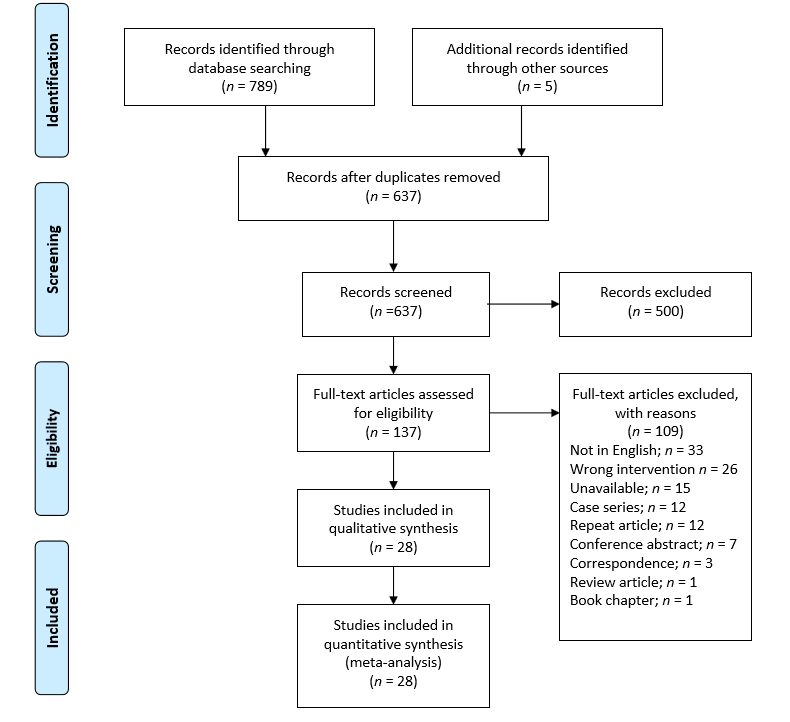 Identification
Records identified through
database searching
(n = 789)
Additional records identified
through other sources
(n = 5)
Records after duplicates removed
(n = 637)
Screening
Records screened
(n =637)
Records excluded
(n = 500)
Eligibility
Full-text articles assessed
for eligibility
(n = 137)
Full-text articles excluded,
with reasons
(n = 109)
Not in English; n = 33
Wrong intervention n = 26
Unavailable; n = 15
Case series; n = 12
Repeat article; n = 12
Conference abstract; n = 7
Correspondence; n = 3
Review article; n = 1
Book chapter; n = 1
Studies included in
qualitative synthesis
(n = 28)
Included
Studies included in
quantitative synthesis
(meta-analysis)
(n = 28)